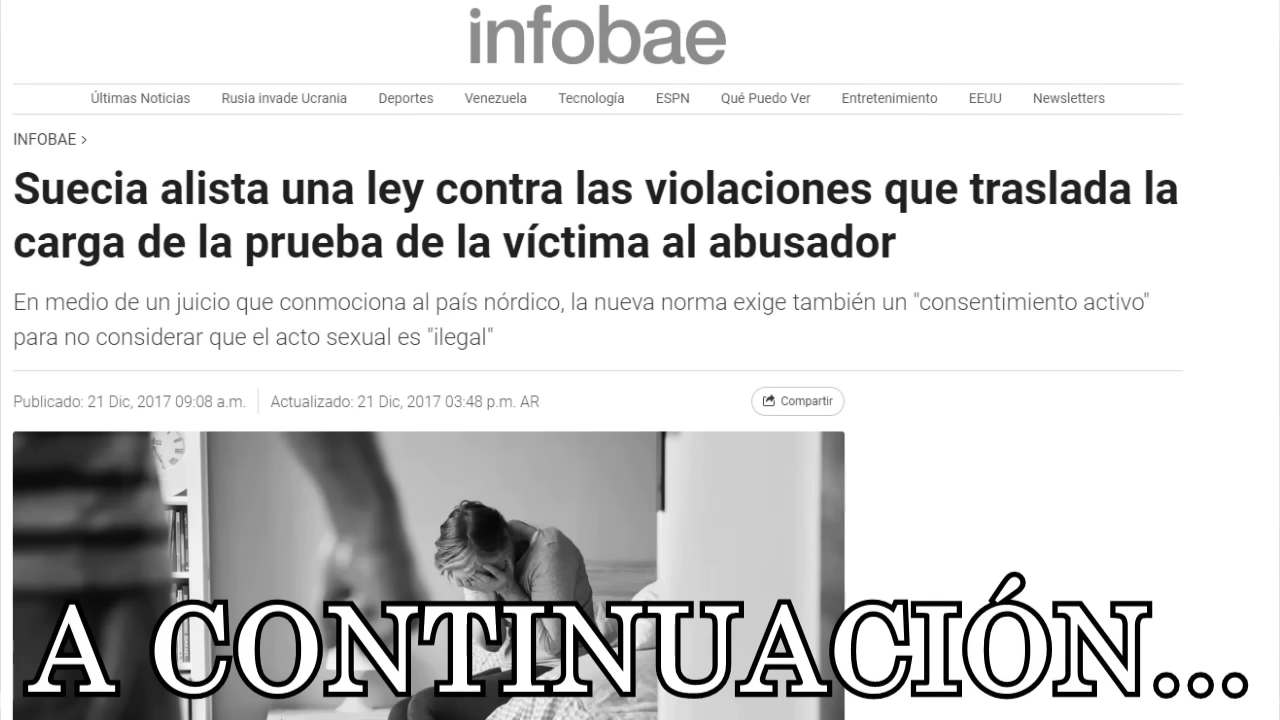 infobae
Últimas Noticias Rusia invade Ucrania Deportes Venezuela Tecnología ESPN Qué Puedo Ver Entretenimiento EEUU Newsletters
INFOBAE >
Suecia alista una ley contra las violaciones que traslada la
carga de la prueba de la víctima al abusador
En medio de un juicio que conmociona al país nórdico, la nueva norma exige también un "consentimiento activo"
para no considerar que el acto sexual es "ilegal"
Publicado: 21 Dic, 2017 09:08 a.m. Actualizado: 21 Dic, 2017 03:48 p.m. AR Compartir
A CONTINUACIÓN...